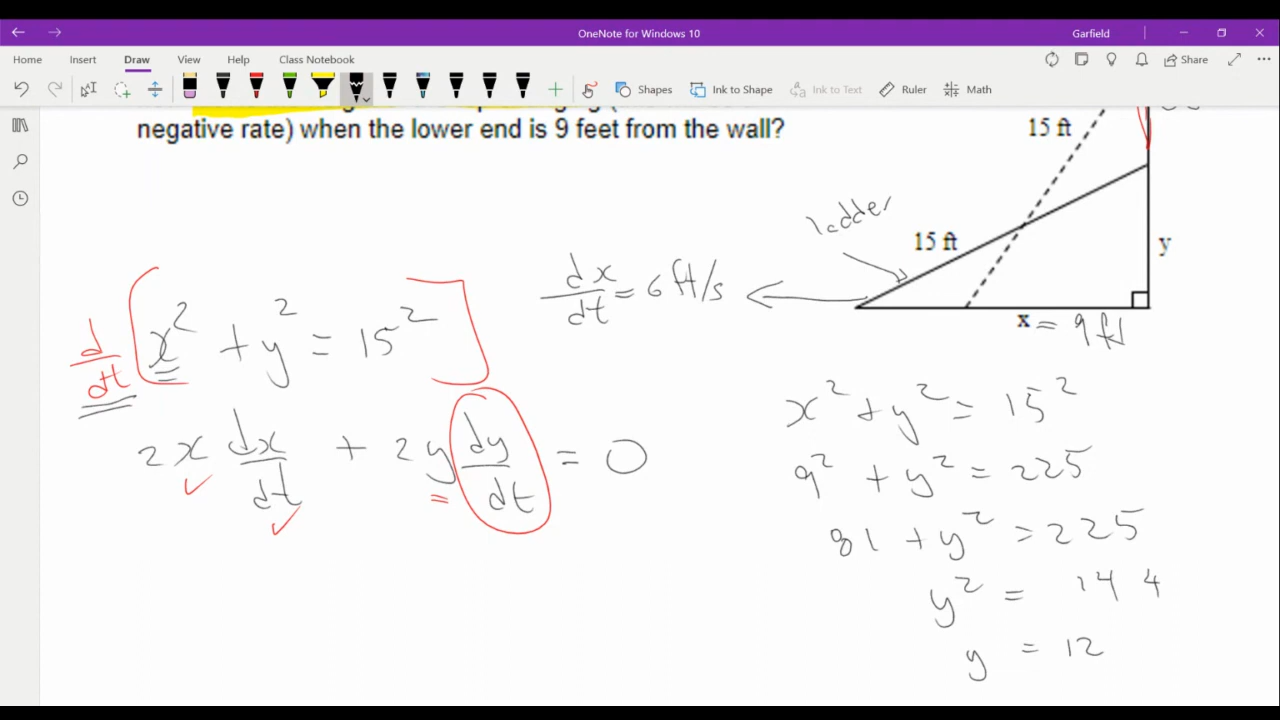 OneNote for Windows 10
Garfield
Home Insert Draw View Help Class Notebook
Share
Shapes Ink to Shape Ink to Text Ruler Math
negative rate) when the lower end is 9 feet from the wall?
15 ft
ladder
15 ft
y
dx/dt = 6 ft/s
x = 9 ft
d/dt [x² + y² = 15²]
2x dx/dt + 2y dy/dt = 0
x² + y² = 15²
9² + y² = 225
81 + y² = 225
y² = 144
y = 12